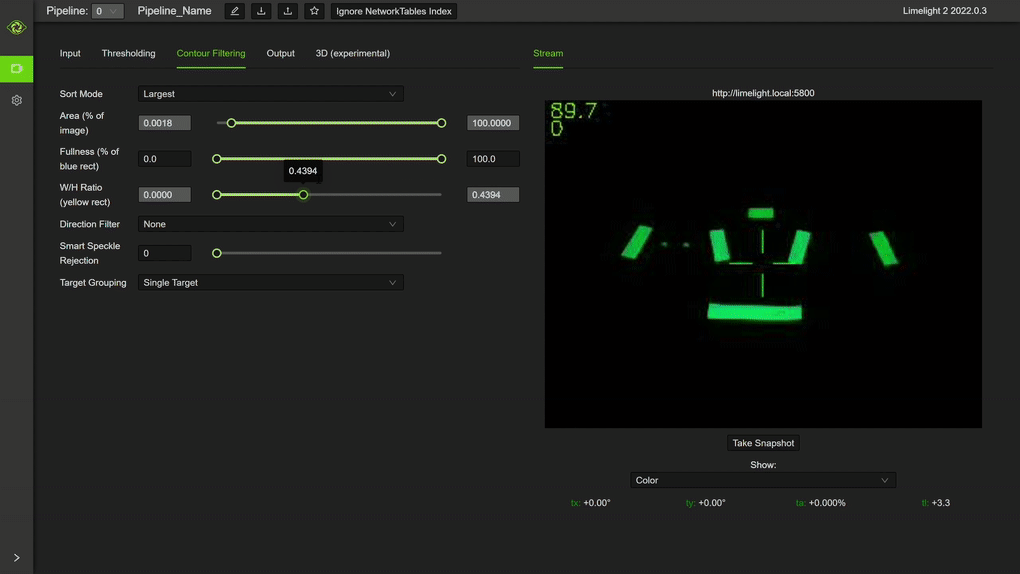 Pipeline: 0 Pipeline_Name Ignore NetworkTables Index Limelight 2 2022.0.3
Input Thresholding Contour Filtering Output 3D (experimental)
Stream
Sort Mode Largest
Area (% of
image) 0.0018 100.0000
Fullness (% of
blue rect) 0.0 100.0
0.4394
W/H Ratio
(yellow rect) 0.0000 0.4394
Direction Filter None
Smart Speckle
Rejection 0
Target Grouping Single Target
http://limelight.local:5800
89.7
0
Take Snapshot
Show:
Color
tx: +0.00° ty: +0.00° ta: +0.000% tl: +3.3